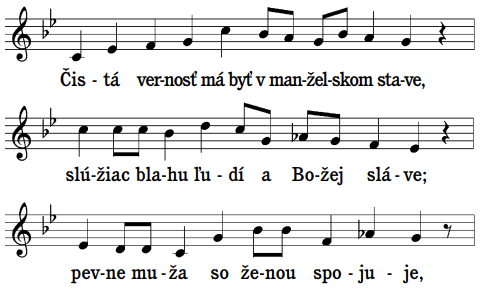 Čis - tá ver-nosť má byť v man-žel-skom sta-ve,
slú-žiac bla-hu ľu - dí a Bo-žej slá - ve;
pev-ne mu-ža so že-nou spo-ju - je,